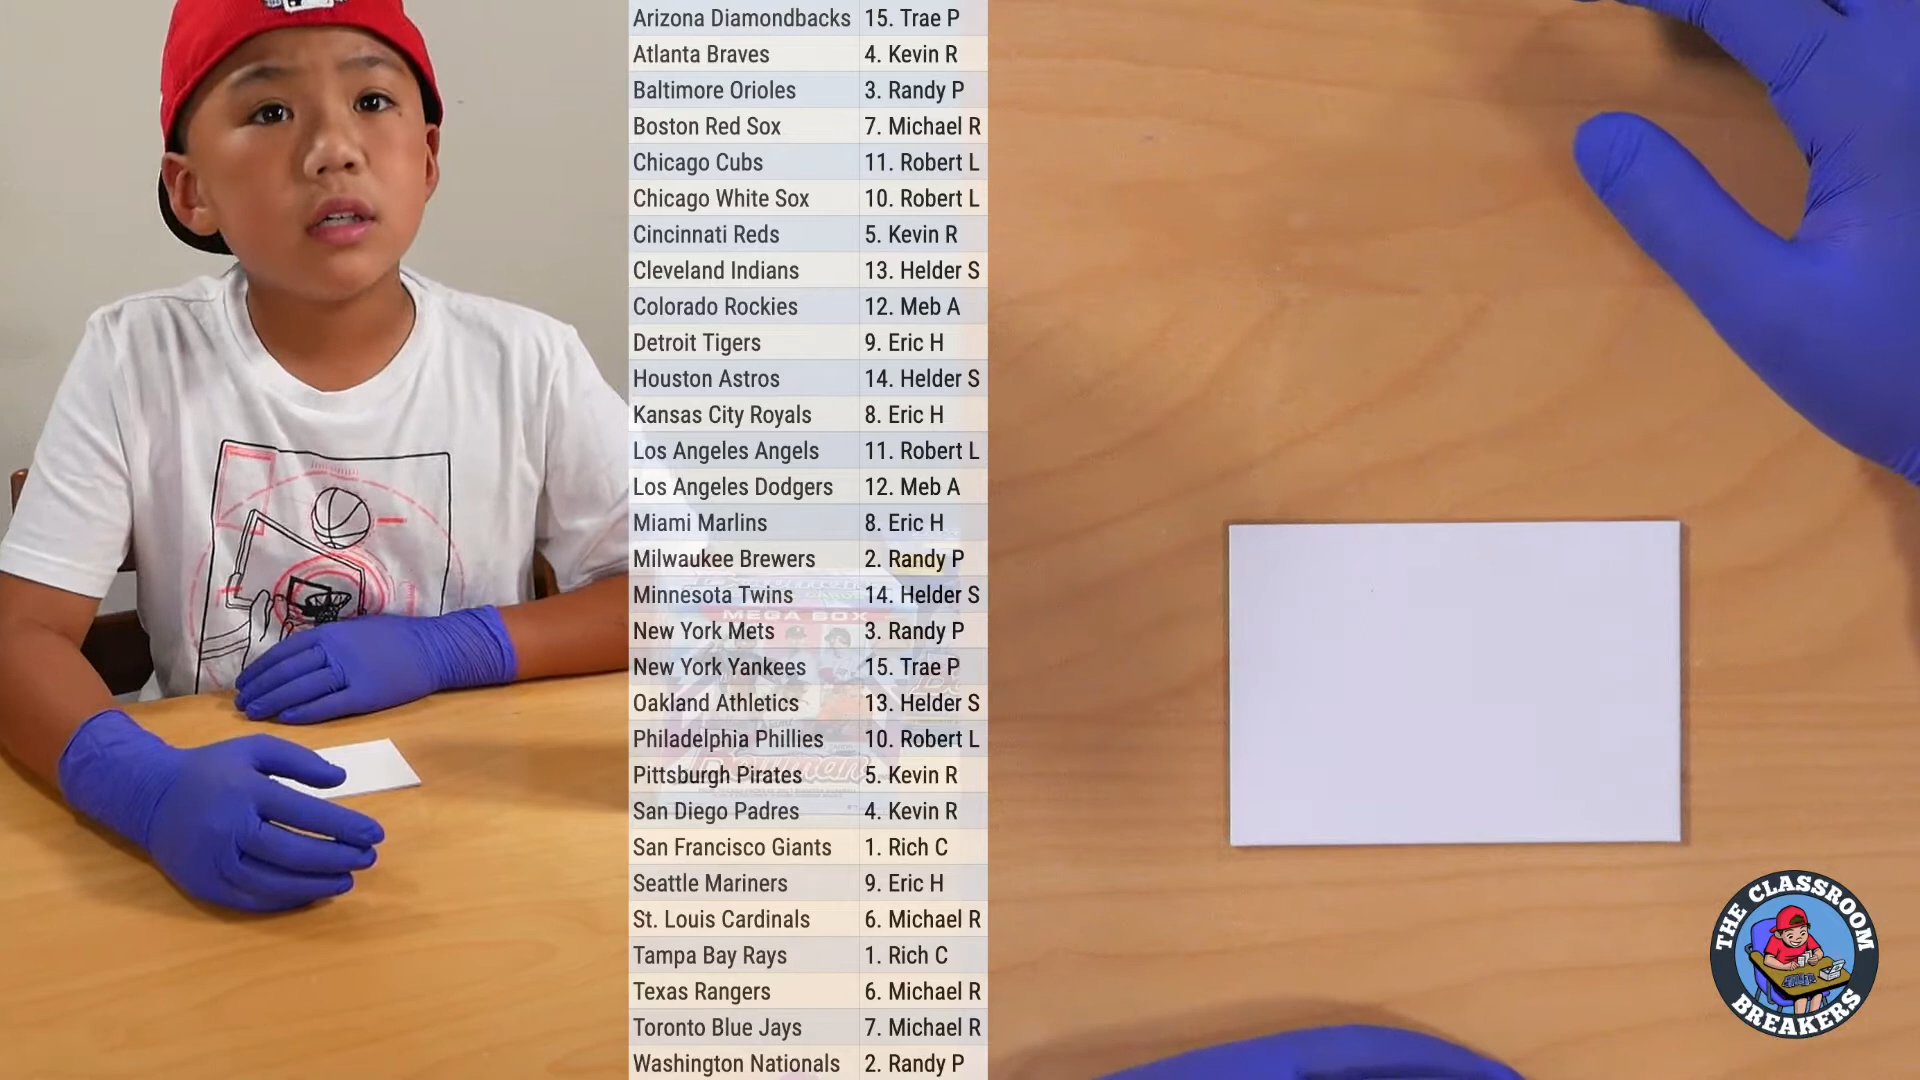 Arizona Diamondbacks 15. Trae P
Atlanta Braves 4. Kevin R
Baltimore Orioles 3. Randy P
Boston Red Sox 7. Michael R
Chicago Cubs 11. Robert L
Chicago White Sox 10. Robert L
Cincinnati Reds 5. Kevin R
Cleveland Indians 13. Helder S
Colorado Rockies 12. Meb A
Detroit Tigers 9. Eric H
Houston Astros 14. Helder S
Kansas City Royals 8. Eric H
Los Angeles Angels 11. Robert L
Los Angeles Dodgers 12. Meb A
Miami Marlins 8. Eric H
Milwaukee Brewers 2. Randy P
Minnesota Twins 14. Helder S
MEGA BOX
New York Mets 3. Randy P
New York Yankees 15. Trae P
Oakland Athletics 13. Helder S
Philadelphia Phillies 10. Robert L
Bowman
Pittsburgh Pirates 5. Kevin R
San Diego Padres 4. Kevin R
San Francisco Giants 1. Rich C
Seattle Mariners 9. Eric H
St. Louis Cardinals 6. Michael R
Tampa Bay Rays 1. Rich C
Texas Rangers 6. Michael R
Toronto Blue Jays 7. Michael R
Washington Nationals 2. Randy P
THE CLASSROOM
BREAKERS